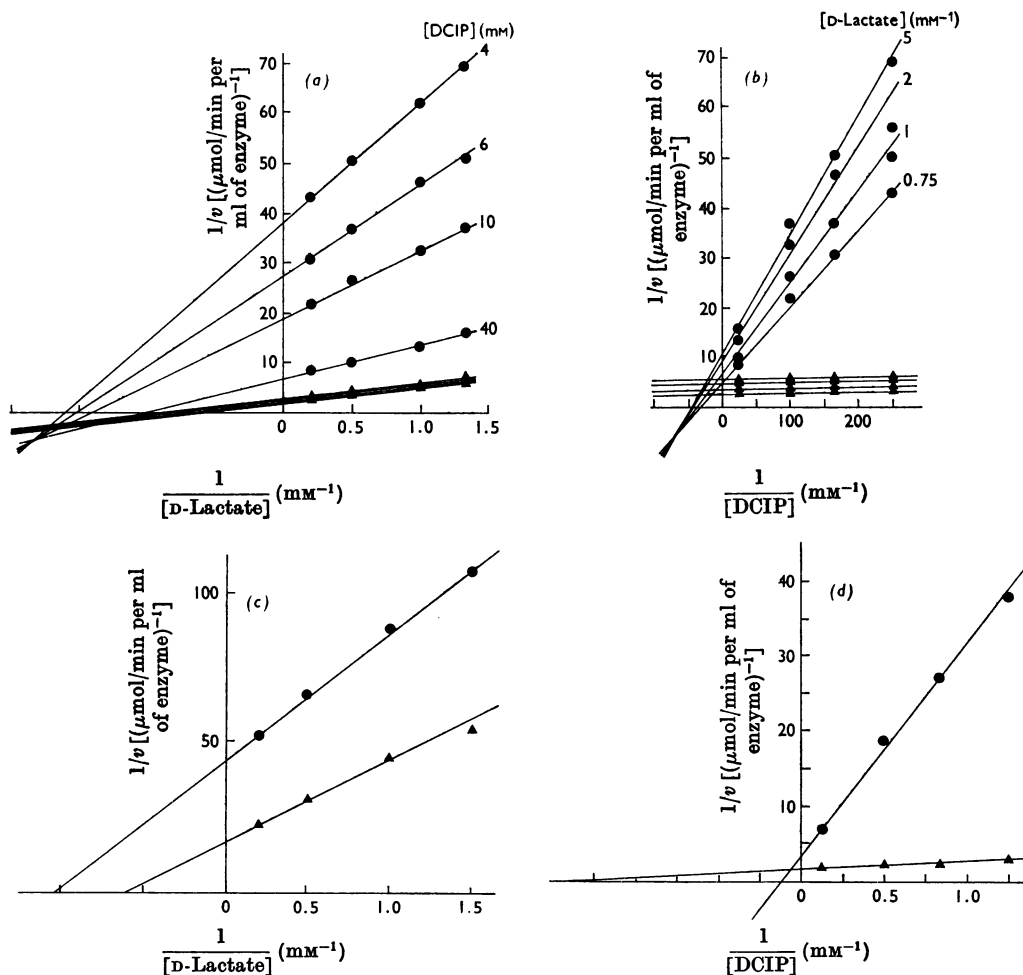 [DCIP] (mM)
4
(a)
70
60
50
40
30
20
10
6
10
40
1/v [(μmol/min per
ml of enzyme)⁻¹]
0
0.5
1.0
1.5
1
[D-Lactate]
(mM⁻¹)
[D-Lactate] (mM⁻¹)
5
(b)
70
60
50
40
30
20
10
2
1
0.75
1/v [(μmol/min per ml of
enzyme)⁻¹]
0
100
200
1
[DCIP]
(mM⁻¹)
(c)
100
50
1/v [(μmol/min per ml
of enzyme)⁻¹]
0
0.5
1.0
1.5
1
[D-Lactate]
(mM⁻¹)
(d)
40
30
20
10
1/v [(μmol/min per ml of
enzyme)⁻¹]
0
0.5
1.0
1
[DCIP]
(mM⁻¹)